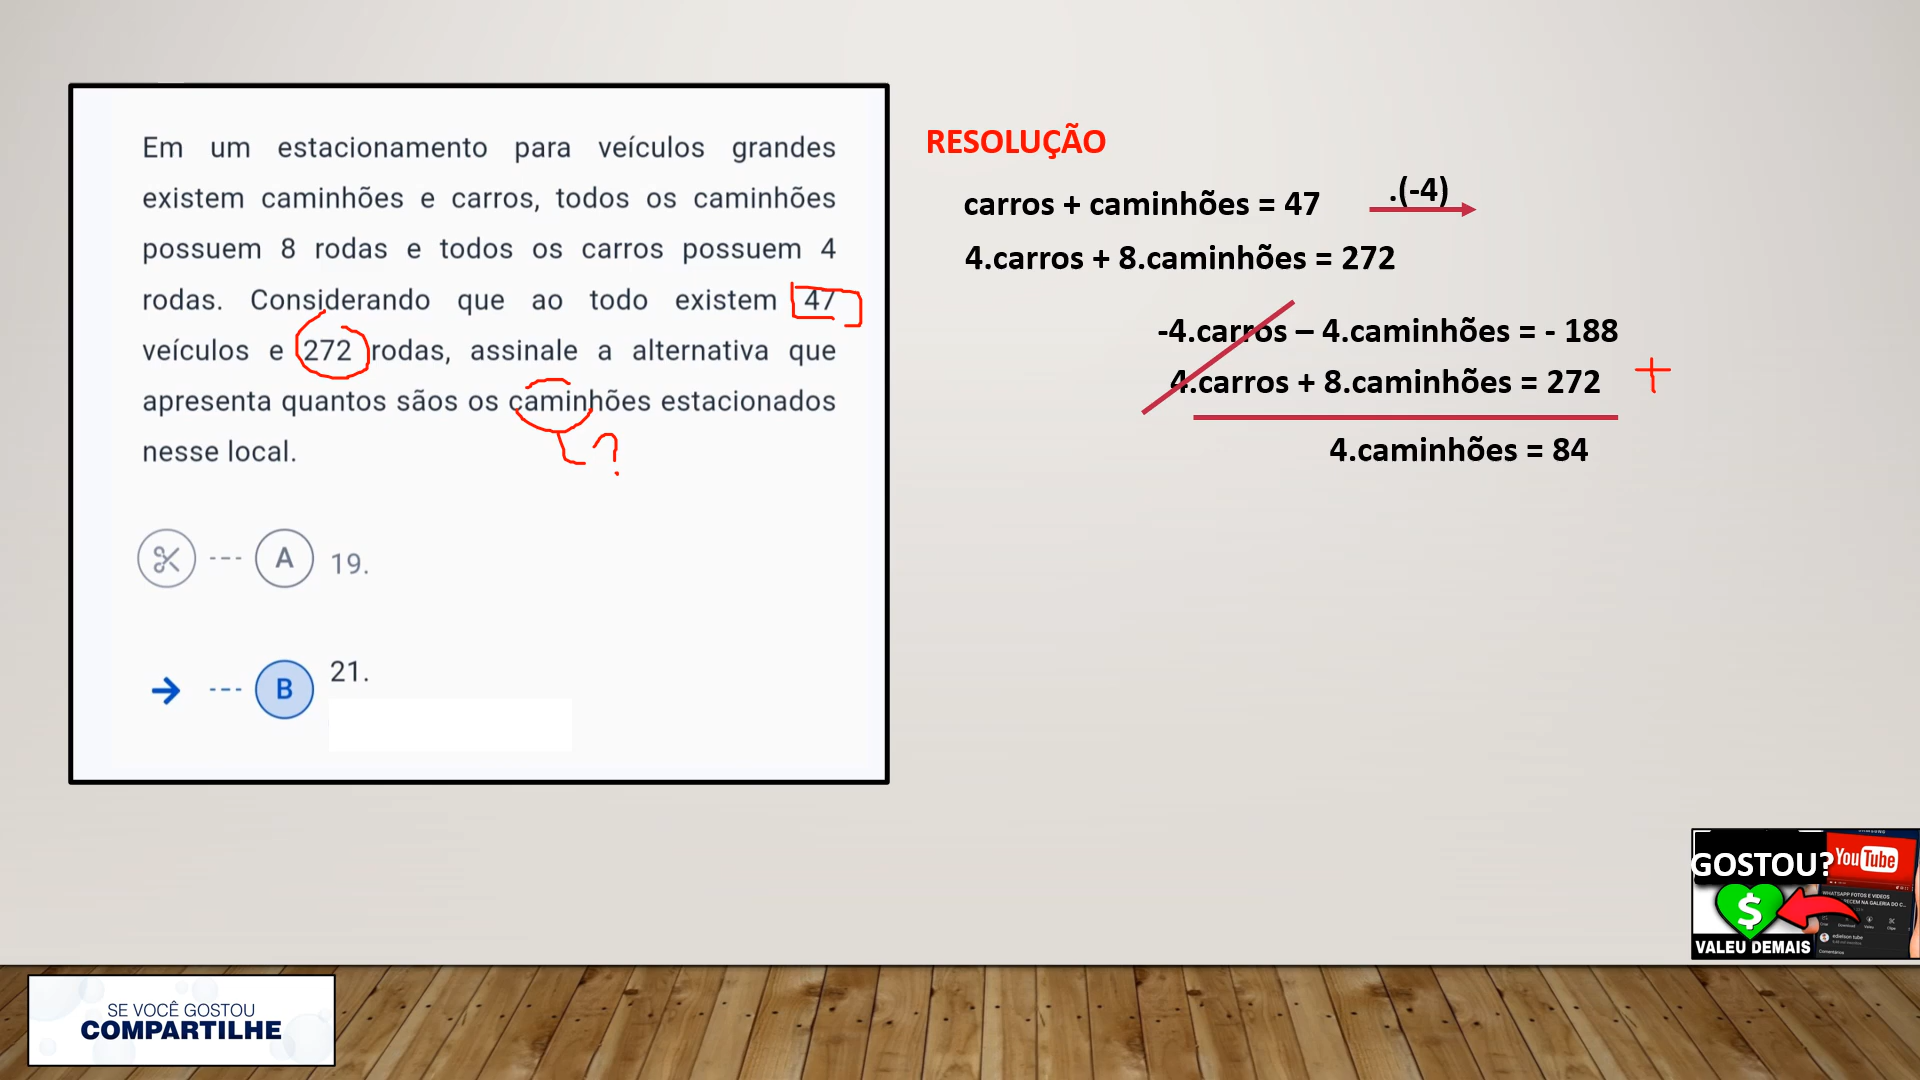 Em um estacionamento para veículos grandes
existem caminhões e carros, todos os caminhões
possuem 8 rodas e todos os carros possuem 4
rodas. Considerando que ao todo existem 47
veículos e 272 rodas, assinale a alternativa que
apresenta quantos sãos os caminhões estacionados
nesse local.
?
A 19.
B 21.
RESOLUÇÃO
carros + caminhões = 47 .(-4)
4.carros + 8.caminhões = 272
-4.carros – 4.caminhões = - 188
4.carros + 8.caminhões = 272 +
4.caminhões = 84
GOSTOU?
YouTube
$
VALEU DEMAIS
SE VOCÊ GOSTOU
COMPARTILHE